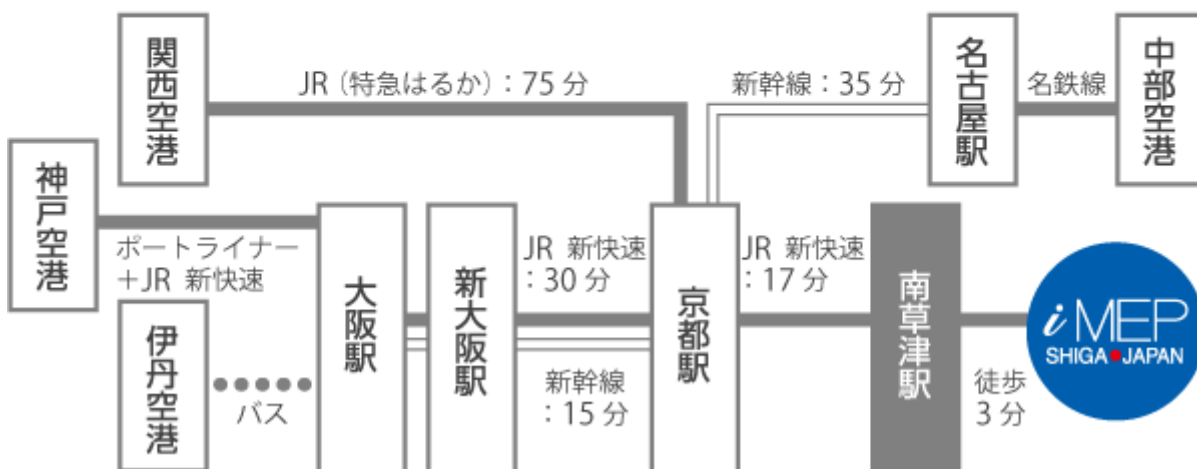 関西空港
JR（特急はるか）：75 分
新幹線：35 分
名古屋駅
名鉄線
中部空港
神戸空港
ポートライナー
＋JR 新快速
伊丹空港
バス
大阪駅
新大阪駅
JR 新快速
：30 分
新幹線
：15 分
京都駅
JR 新快速
：17 分
南草津駅
徒歩
3 分
i MEP
SHIGA●JAPAN